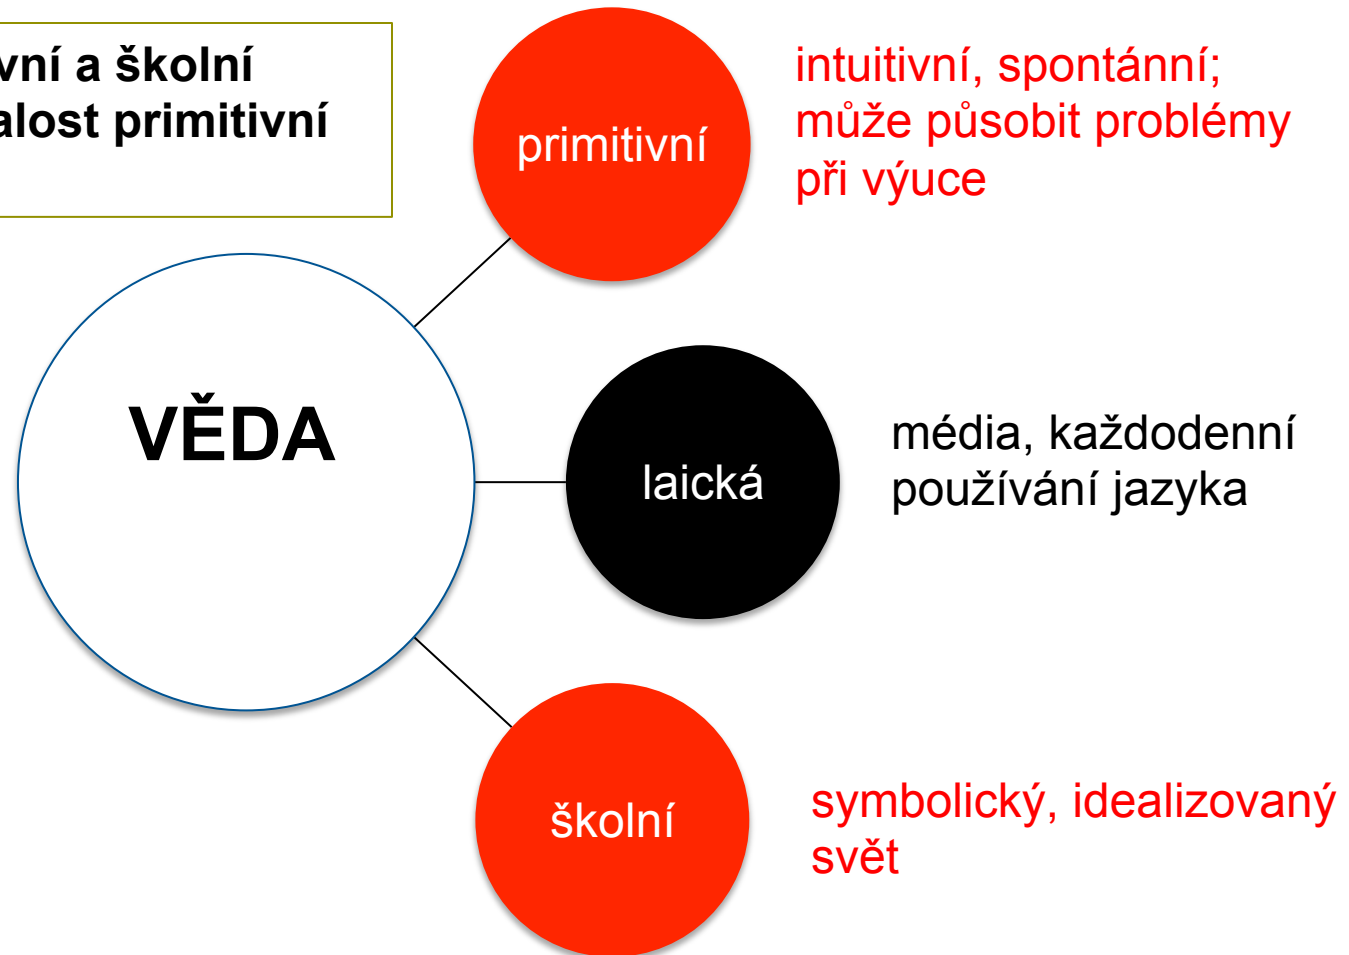 vní a školní
alost primitivní
primitivní
intuitivní, spontánní;
může působit problémy
při výuce
VĚDA
laická
média, každodenní
používání jazyka
školní
symbolický, idealizovaný
svět